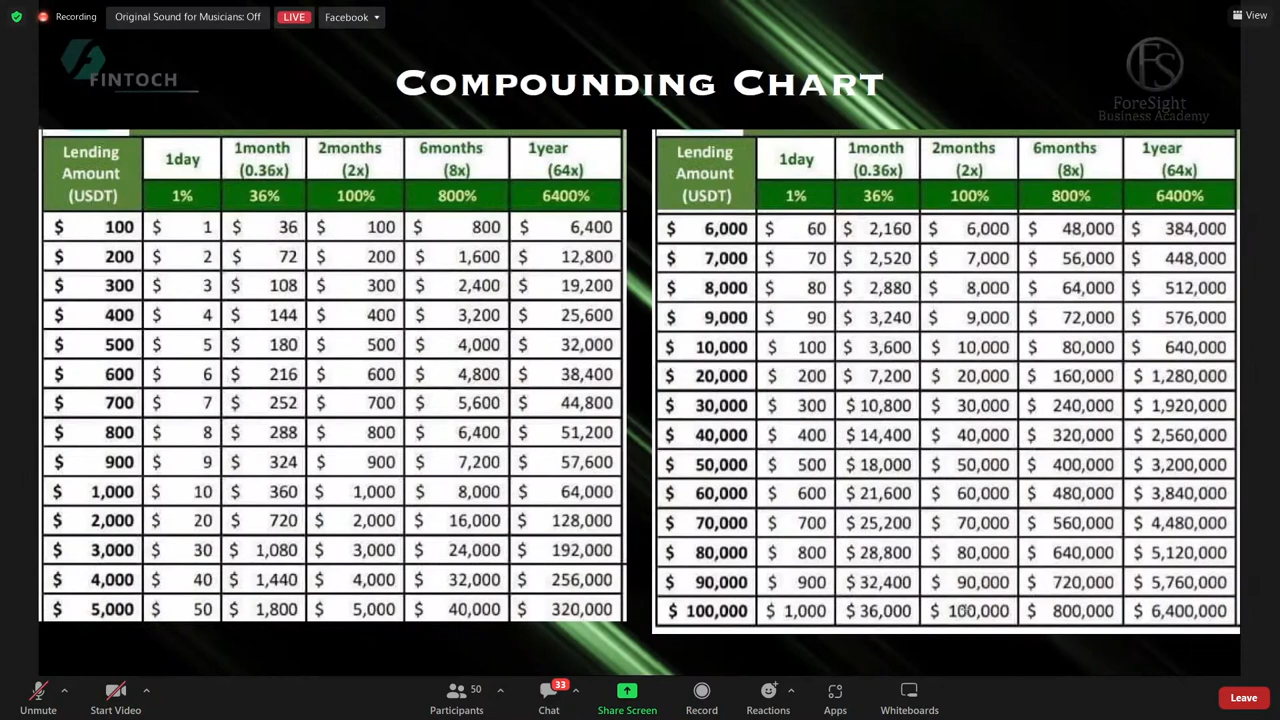 Recording
Original Sound for Musicians: Off
LIVE
Facebook
View
FINTOCH
COMPOUNDING CHART
FS
ForeSight
Business Academy
Lending Amount (USDT) 1day 1month (0.36x) 2months (2x) 6months (8x) 1year (64x)
1% 36% 100% 800% 6400%
$ 100 $ 1 $ 36 $ 100 $ 800 $ 6,400
$ 200 $ 2 $ 72 $ 200 $ 1,600 $ 12,800
$ 300 $ 3 $ 108 $ 300 $ 2,400 $ 19,200
$ 400 $ 4 $ 144 $ 400 $ 3,200 $ 25,600
$ 500 $ 5 $ 180 $ 500 $ 4,000 $ 32,000
$ 600 $ 6 $ 216 $ 600 $ 4,800 $ 38,400
$ 700 $ 7 $ 252 $ 700 $ 5,600 $ 44,800
$ 800 $ 8 $ 288 $ 800 $ 6,400 $ 51,200
$ 900 $ 9 $ 324 $ 900 $ 7,200 $ 57,600
$ 1,000 $ 10 $ 360 $ 1,000 $ 8,000 $ 64,000
$ 2,000 $ 20 $ 720 $ 2,000 $ 16,000 $ 128,000
$ 3,000 $ 30 $ 1,080 $ 3,000 $ 24,000 $ 192,000
$ 4,000 $ 40 $ 1,440 $ 4,000 $ 32,000 $ 256,000
$ 5,000 $ 50 $ 1,800 $ 5,000 $ 40,000 $ 320,000
Lending Amount (USDT) 1day 1month (0.36x) 2months (2x) 6months (8x) 1year (64x)
1% 36% 100% 800% 6400%
$ 6,000 $ 60 $ 2,160 $ 6,000 $ 48,000 $ 384,000
$ 7,000 $ 70 $ 2,520 $ 7,000 $ 56,000 $ 448,000
$ 8,000 $ 80 $ 2,880 $ 8,000 $ 64,000 $ 512,000
$ 9,000 $ 90 $ 3,240 $ 9,000 $ 72,000 $ 576,000
$ 10,000 $ 100 $ 3,600 $ 10,000 $ 80,000 $ 640,000
$ 20,000 $ 200 $ 7,200 $ 20,000 $ 160,000 $ 1,280,000
$ 30,000 $ 300 $ 10,800 $ 30,000 $ 240,000 $ 1,920,000
$ 40,000 $ 400 $ 14,400 $ 40,000 $ 320,000 $ 2,560,000
$ 50,000 $ 500 $ 18,000 $ 50,000 $ 400,000 $ 3,200,000
$ 60,000 $ 600 $ 21,600 $ 60,000 $ 480,000 $ 3,840,000
$ 70,000 $ 700 $ 25,200 $ 70,000 $ 560,000 $ 4,480,000
$ 80,000 $ 800 $ 28,800 $ 80,000 $ 640,000 $ 5,120,000
$ 90,000 $ 900 $ 32,400 $ 90,000 $ 720,000 $ 5,760,000
$ 100,000 $ 1,000 $ 36,000 $ 100,000 $ 800,000 $ 6,400,000
Unmute
Start Video
50
Participants
33
Chat
Share Screen
Record
Reactions
Apps
Whiteboards
Leave